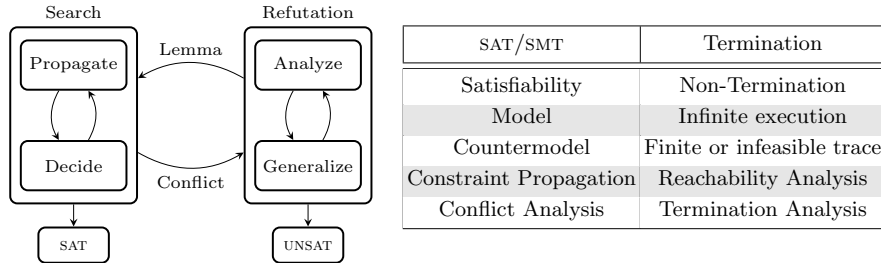 Search
Refutation
Propagate
Decide
Lemma
Conflict
Analyze
Generalize
SAT
UNSAT
SAT/SMT Termination
Satisfiability Non-Termination
Model Infinite execution
Countermodel Finite or infeasible trace
Constraint Propagation Reachability Analysis
Conflict Analysis Termination Analysis